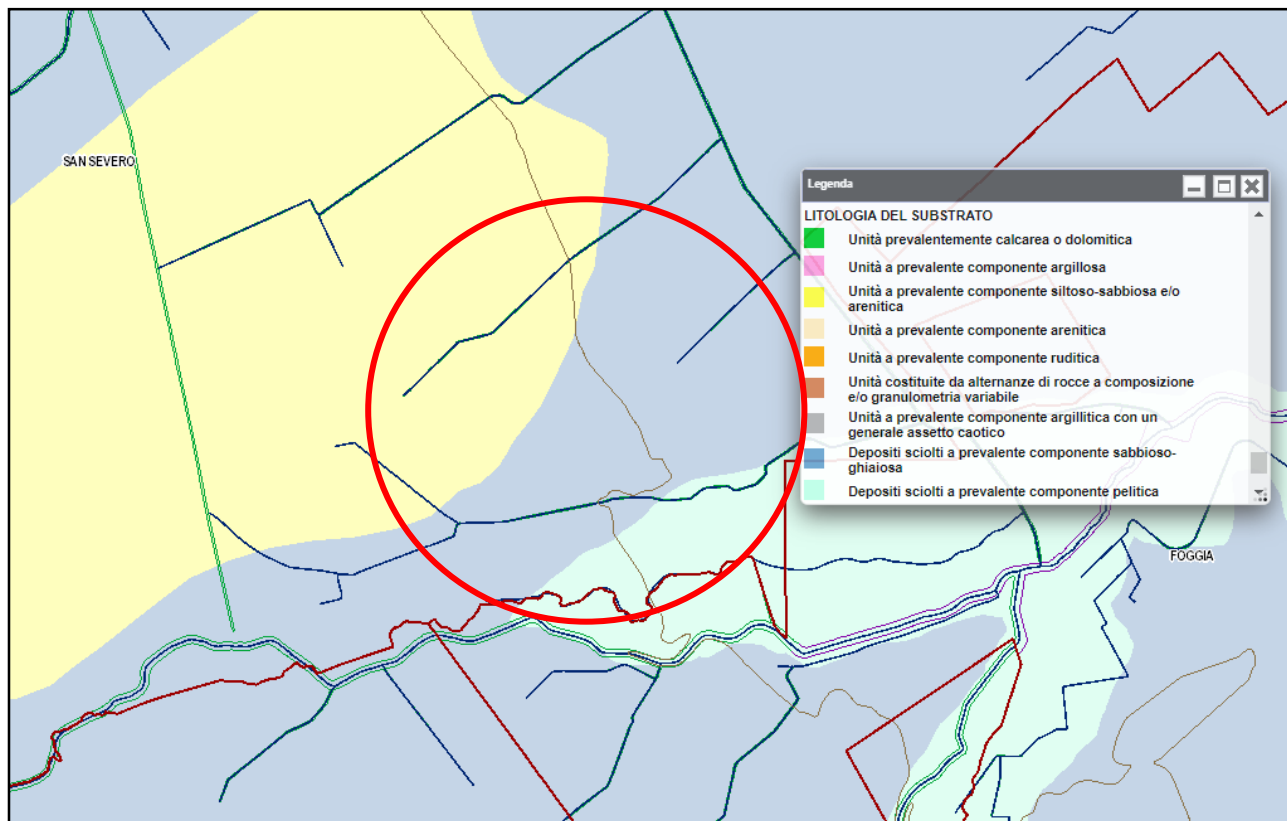 SAN SEVERO
Legenda
LITOLOGIA DEL SUBSTRATO
Unità prevalentemente calcarea o dolomitica
Unità a prevalente componente argillosa
Unità a prevalente componente siltoso-sabbiosa e/o
arenitica
Unità a prevalente componente arenitica
Unità a prevalente componente ruditica
Unità costituite da alternanze di rocce a composizione
e/o granulometria variabile
Unità a prevalente componente argillitica con un
generale assetto caotico
Depositi sciolti a prevalente componente sabbioso-
ghiaiosa
Depositi sciolti a prevalente componente pelitica
FOGGIA